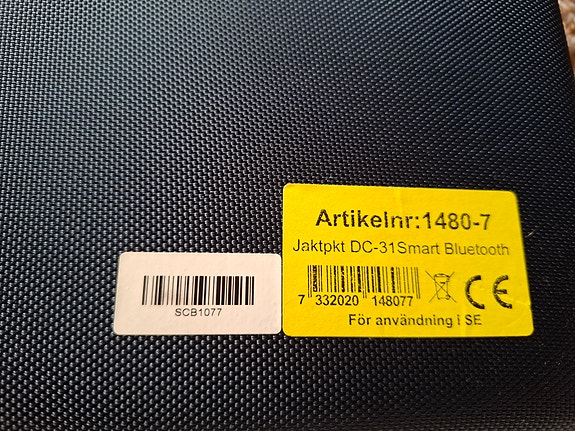 Artikelnr:1480-7
Jaktpkt DC-31Smart Bluetooth
7 332020 148077
CE
För användning i SE
SCB1077